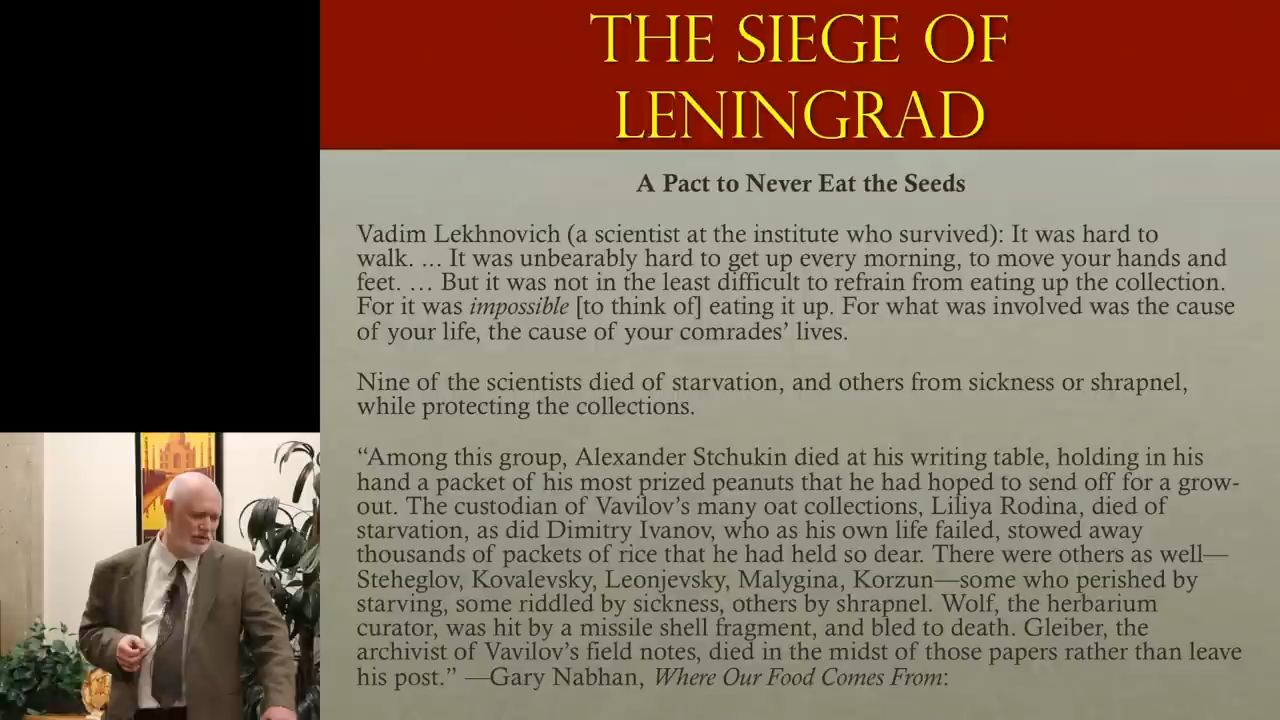 THE SIEGE OF
LENINGRAD
A Pact to Never Eat the Seeds
Vadim Lekhnovich (a scientist at the institute who survived): It was hard to
walk. … It was unbearably hard to get up every morning, to move your hands and
feet. … But it was not in the least difficult to refrain from eating up the collection.
For it was impossible [to think of] eating it up. For what was involved was the cause
of your life, the cause of your comrades’ lives.
Nine of the scientists died of starvation, and others from sickness or shrapnel,
while protecting the collections.
“Among this group, Alexander Stchukin died at his writing table, holding in his
hand a packet of his most prized peanuts that he had hoped to send off for a grow-
out. The custodian of Vavilov’s many oat collections, Liliya Rodina, died of
starvation, as did Dimitry Ivanov, who as his own life failed, stowed away
thousands of packets of rice that he had held so dear. There were others as well—
Steheglov, Kovalevsky, Leonjevsky, Malygina, Korzun—some who perished by
starving, some riddled by sickness, others by shrapnel. Wolf, the herbarium
curator, was hit by a missile shell fragment, and bled to death. Gleiber, the
archivist of Vavilov’s field notes, died in the midst of those papers rather than leave
his post.” —Gary Nabhan, Where Our Food Comes From: